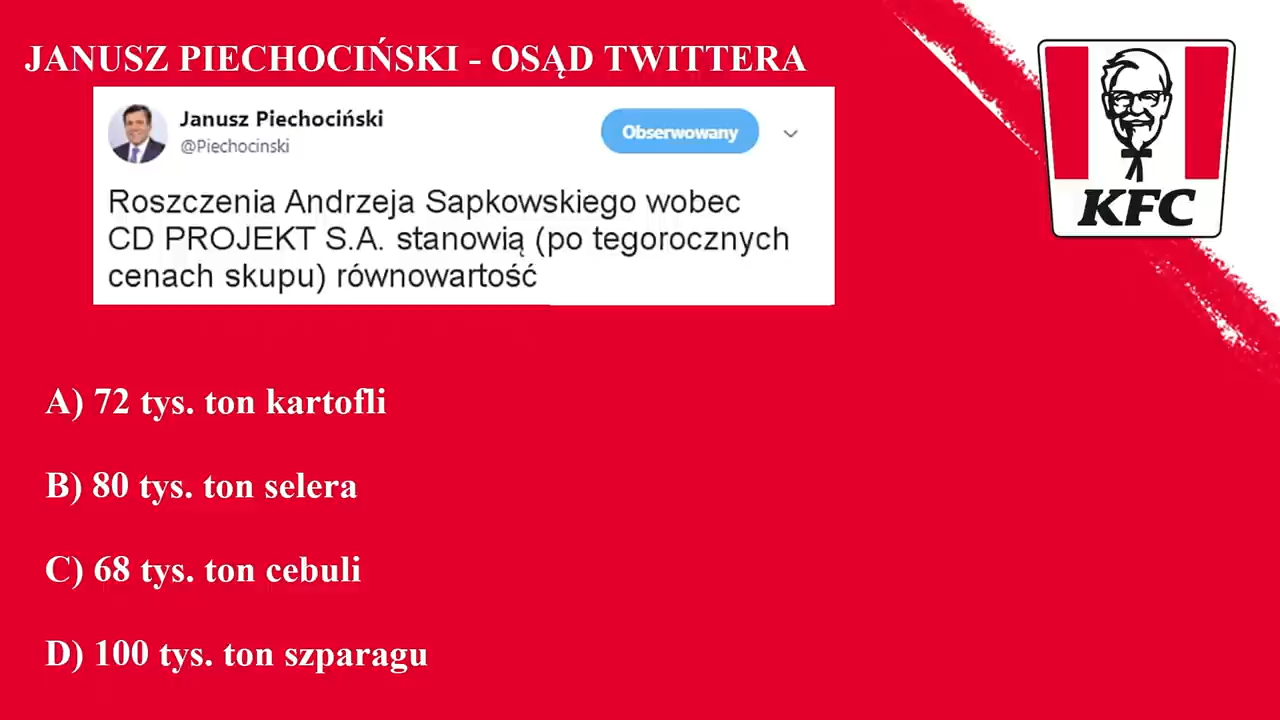 JANUSZ PIECHOCIŃSKI - OSĄD TWITTERA
Janusz Piechociński
@Piechocinski
Obserwowany
Roszczenia Andrzeja Sapkowskiego wobec
CD PROJEKT S.A. stanowią (po tegorocznych
cenach skupu) równowartość
KFC
A) 72 tys. ton kartofli
B) 80 tys. ton selera
C) 68 tys. ton cebuli
D) 100 tys. ton szparagu